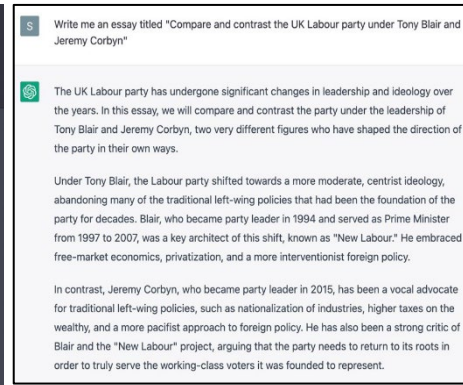 S
Write me an essay titled "Compare and contrast the UK Labour party under Tony Blair and
Jeremy Corbyn"
The UK Labour party has undergone significant changes in leadership and ideology over
the years. In this essay, we will compare and contrast the party under the leadership of
Tony Blair and Jeremy Corbyn, two very different figures who have shaped the direction of
the party in their own ways.
Under Tony Blair, the Labour party shifted towards a more moderate, centrist ideology,
abandoning many of the traditional left-wing policies that had been the foundation of the
party for decades. Blair, who became party leader in 1994 and served as Prime Minister
from 1997 to 2007, was a key architect of this shift, known as "New Labour." He embraced
free-market economics, privatization, and a more interventionist foreign policy.
In contrast, Jeremy Corbyn, who became party leader in 2015, has been a vocal advocate
for traditional left-wing policies, such as nationalization of industries, higher taxes on the
wealthy, and a more pacifist approach to foreign policy. He has also been a strong critic of
Blair and the "New Labour" project, arguing that the party needs to return to its roots in
order to truly serve the working-class voters it was founded to represent.